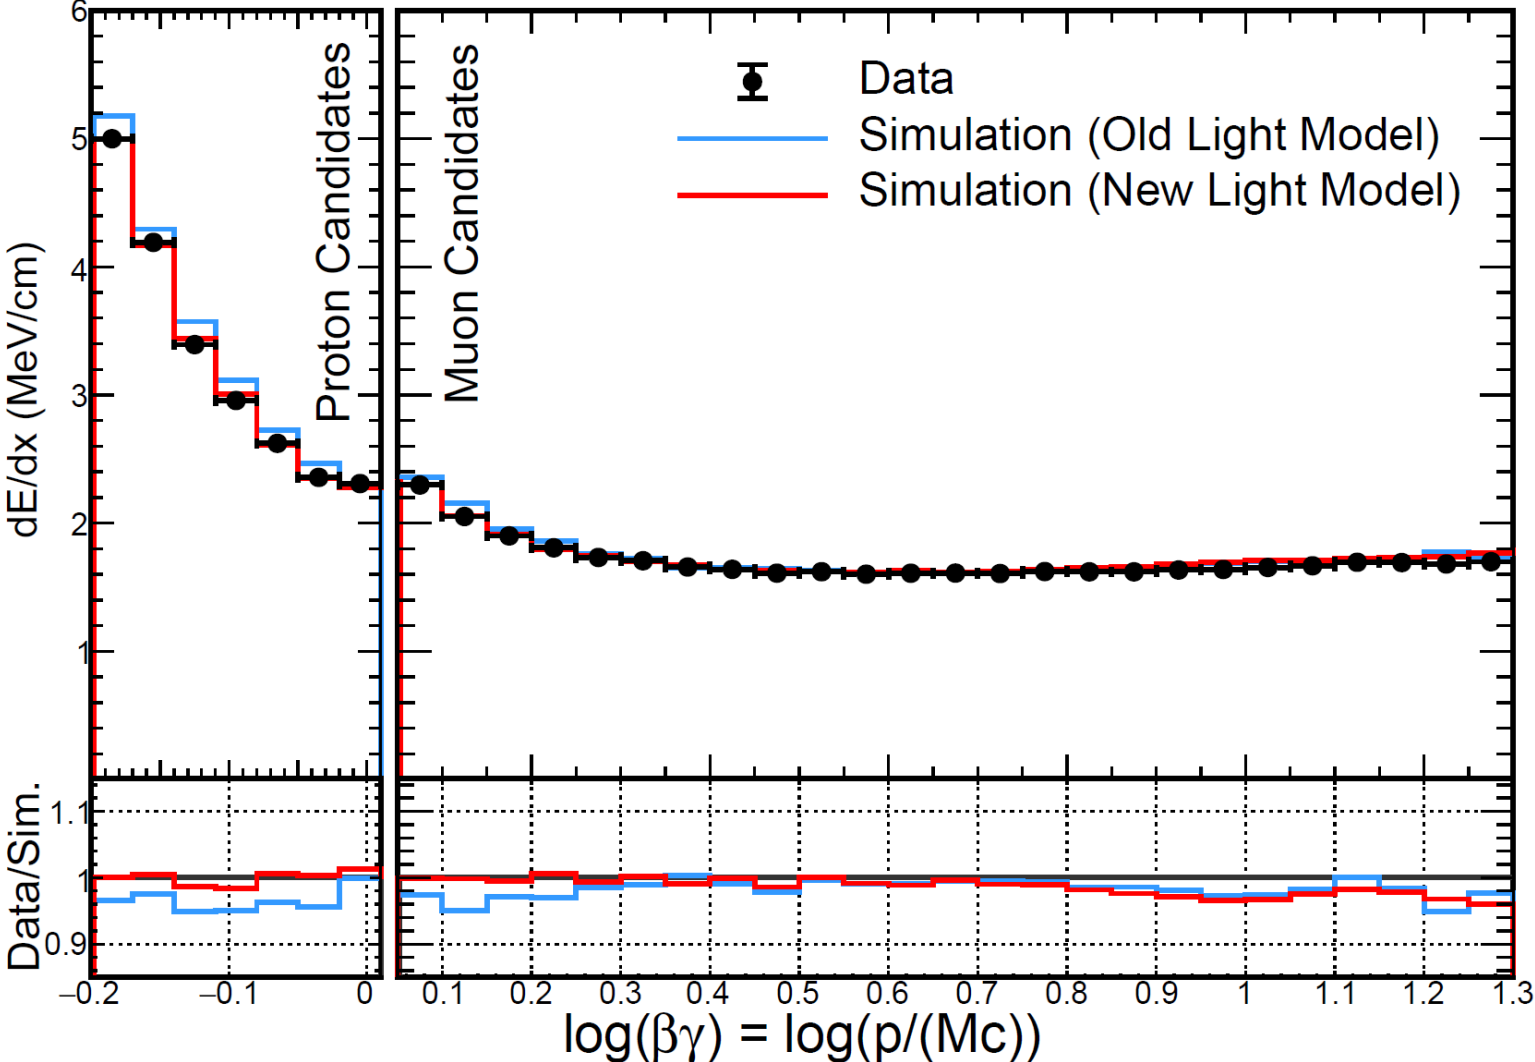 6
5
4
3
2
1
dE/dx (MeV/cm)
Proton Candidates
Muon Candidates
Data
Simulation (Old Light Model)
Simulation (New Light Model)
Data/Sim.
1.1
1
0.9
−0.2 −0.1 0 0.1 0.2 0.3 0.4 0.5 0.6 0.7 0.8 0.9 1 1.1 1.2 1.3
log(βγ) = log(p/(Mc))